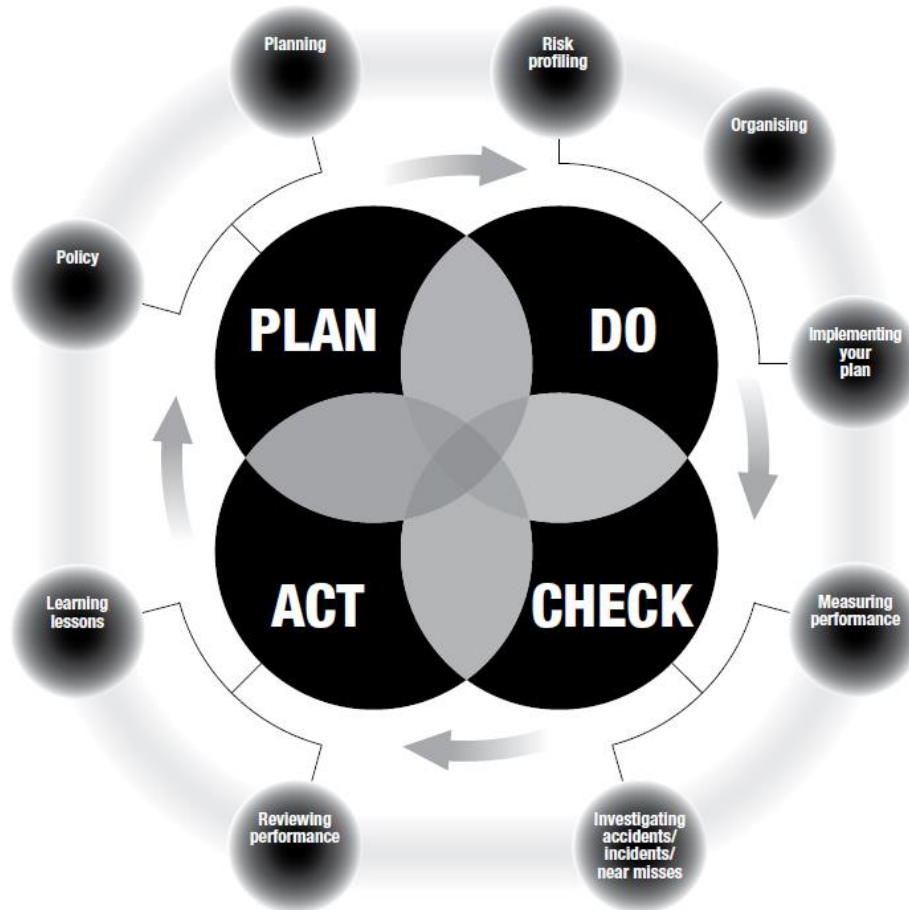 Planning
Risk
profiling
Organising
Policy
PLAN
DO
Implementing
your
plan
ACT
CHECK
Learning
lessons
Measuring
performance
Reviewing
performance
Investigating
accidents/
incidents/
near misses